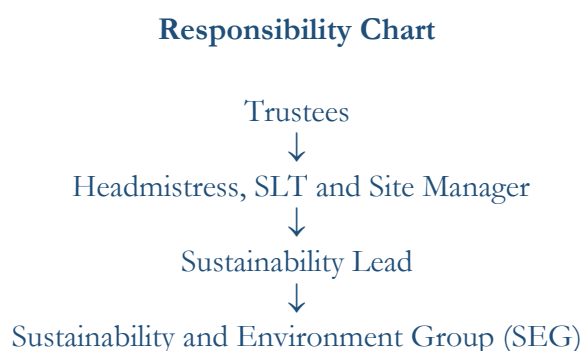 Responsibility Chart
Trustees
↓
Headmistress, SLT and Site Manager
↓
Sustainability Lead
↓
Sustainability and Environment Group (SEG)